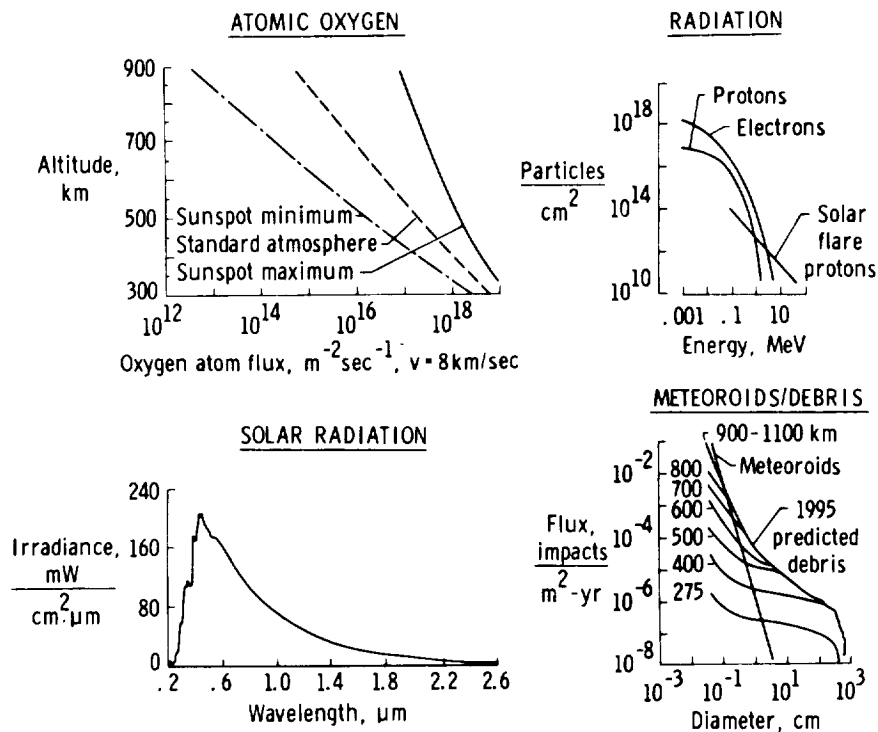 ATOMIC OXYGEN
900
700
500
300
Altitude,
km
Sunspot minimum
Standard atmosphere
Sunspot maximum
10^12 10^14 10^16 10^18
Oxygen atom flux, m^-2 sec^-1, v = 8 km/sec
RADIATION
Protons
Electrons
10^18
10^14
10^10
Particles
cm^2
Solar
flare
protons
.001 .1 10
Energy, MeV
SOLAR RADIATION
240
160
80
0
Irradiance,
mW
cm^2·μm
.2 .6 1.0 1.4 1.8 2.2 2.6
Wavelength, μm
METEOROIDS/DEBRIS
900-1100 km
Meteoroids
10^-2
10^-4
10^-6
10^-8
800
700
600
500
400
275
1995
predicted
debris
Flux,
impacts
m^2-yr
10^-3 10^-1 10^1 10^3
Diameter, cm